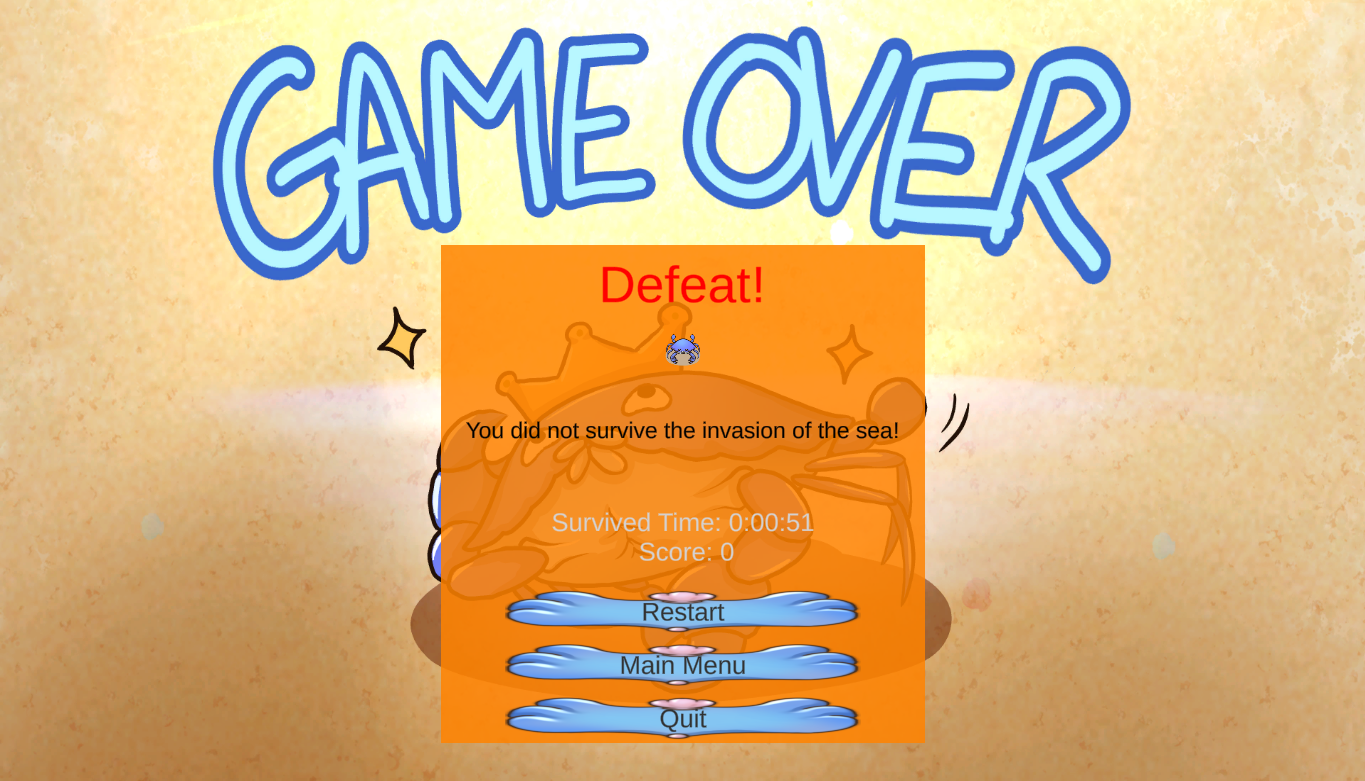 GAME OVER
Defeat!
You did not survive the invasion of the sea!
Survived Time: 0:00:51
Score: 0
Restart
Main Menu
Quit